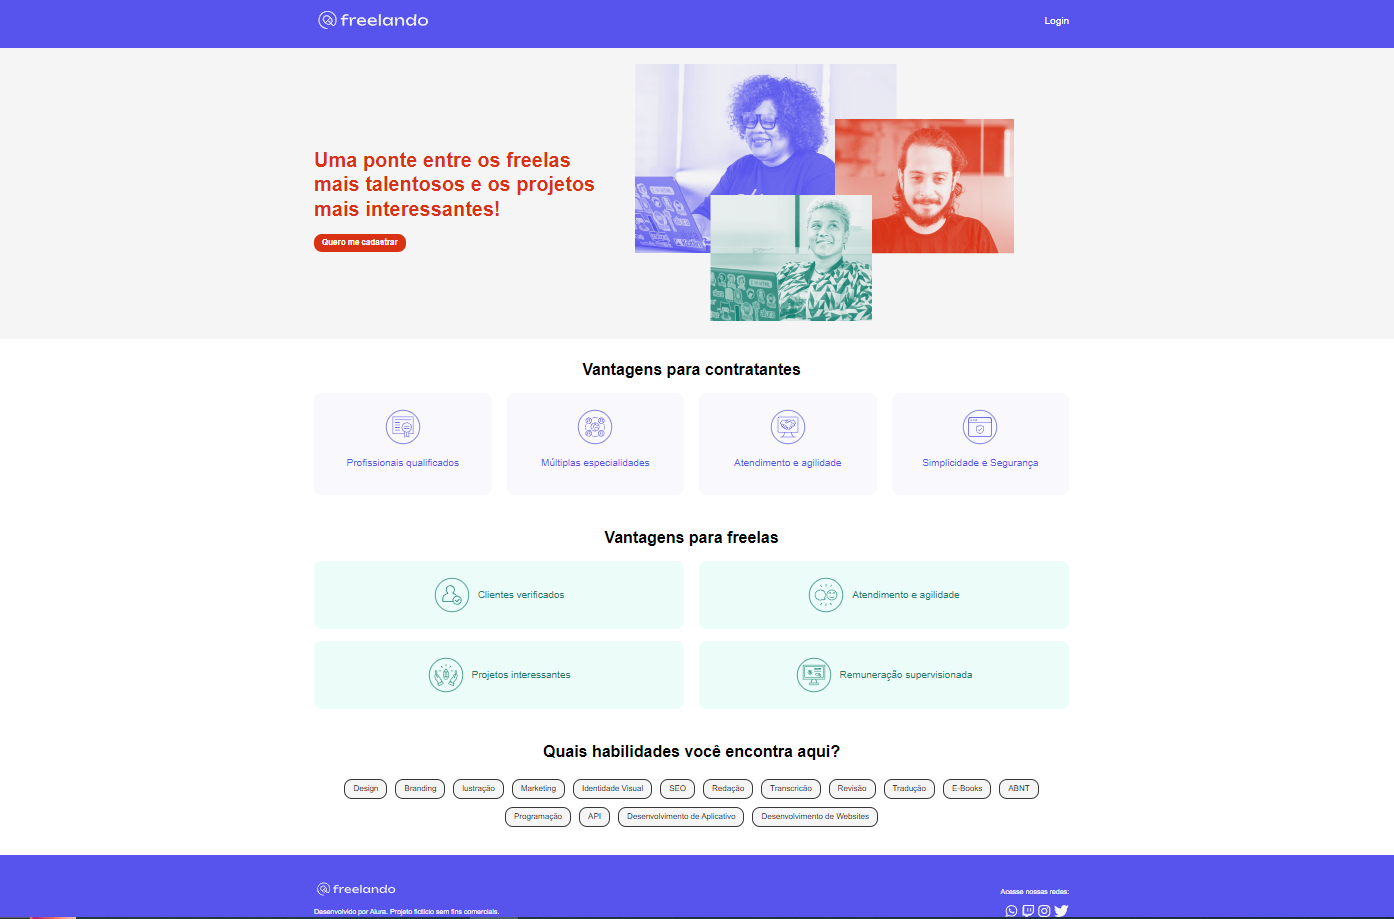 freelando
Login
Uma ponte entre os freelas
mais talentosos e os projetos
mais interessantes!
Quero me cadastrar
Vantagens para contratantes
Profissionais qualificados
Múltiplas especialidades
Atendimento e agilidade
Simplicidade e Segurança
Vantagens para freelas
Clientes verificados
Atendimento e agilidade
Projetos interessantes
Remuneração supervisionada
Quais habilidades você encontra aqui?
Design Branding lustração Marketing Identidade Visual SEO Redação Transcricão Revisão Tradução E-Books ABNT
Programação API Desenvolvimento de Aplicativo Desenvolvimento de Websites
freelando
Acesse nossas redes:
Desenvolvido por Alura. Projeto fictício sem fins comerciais.